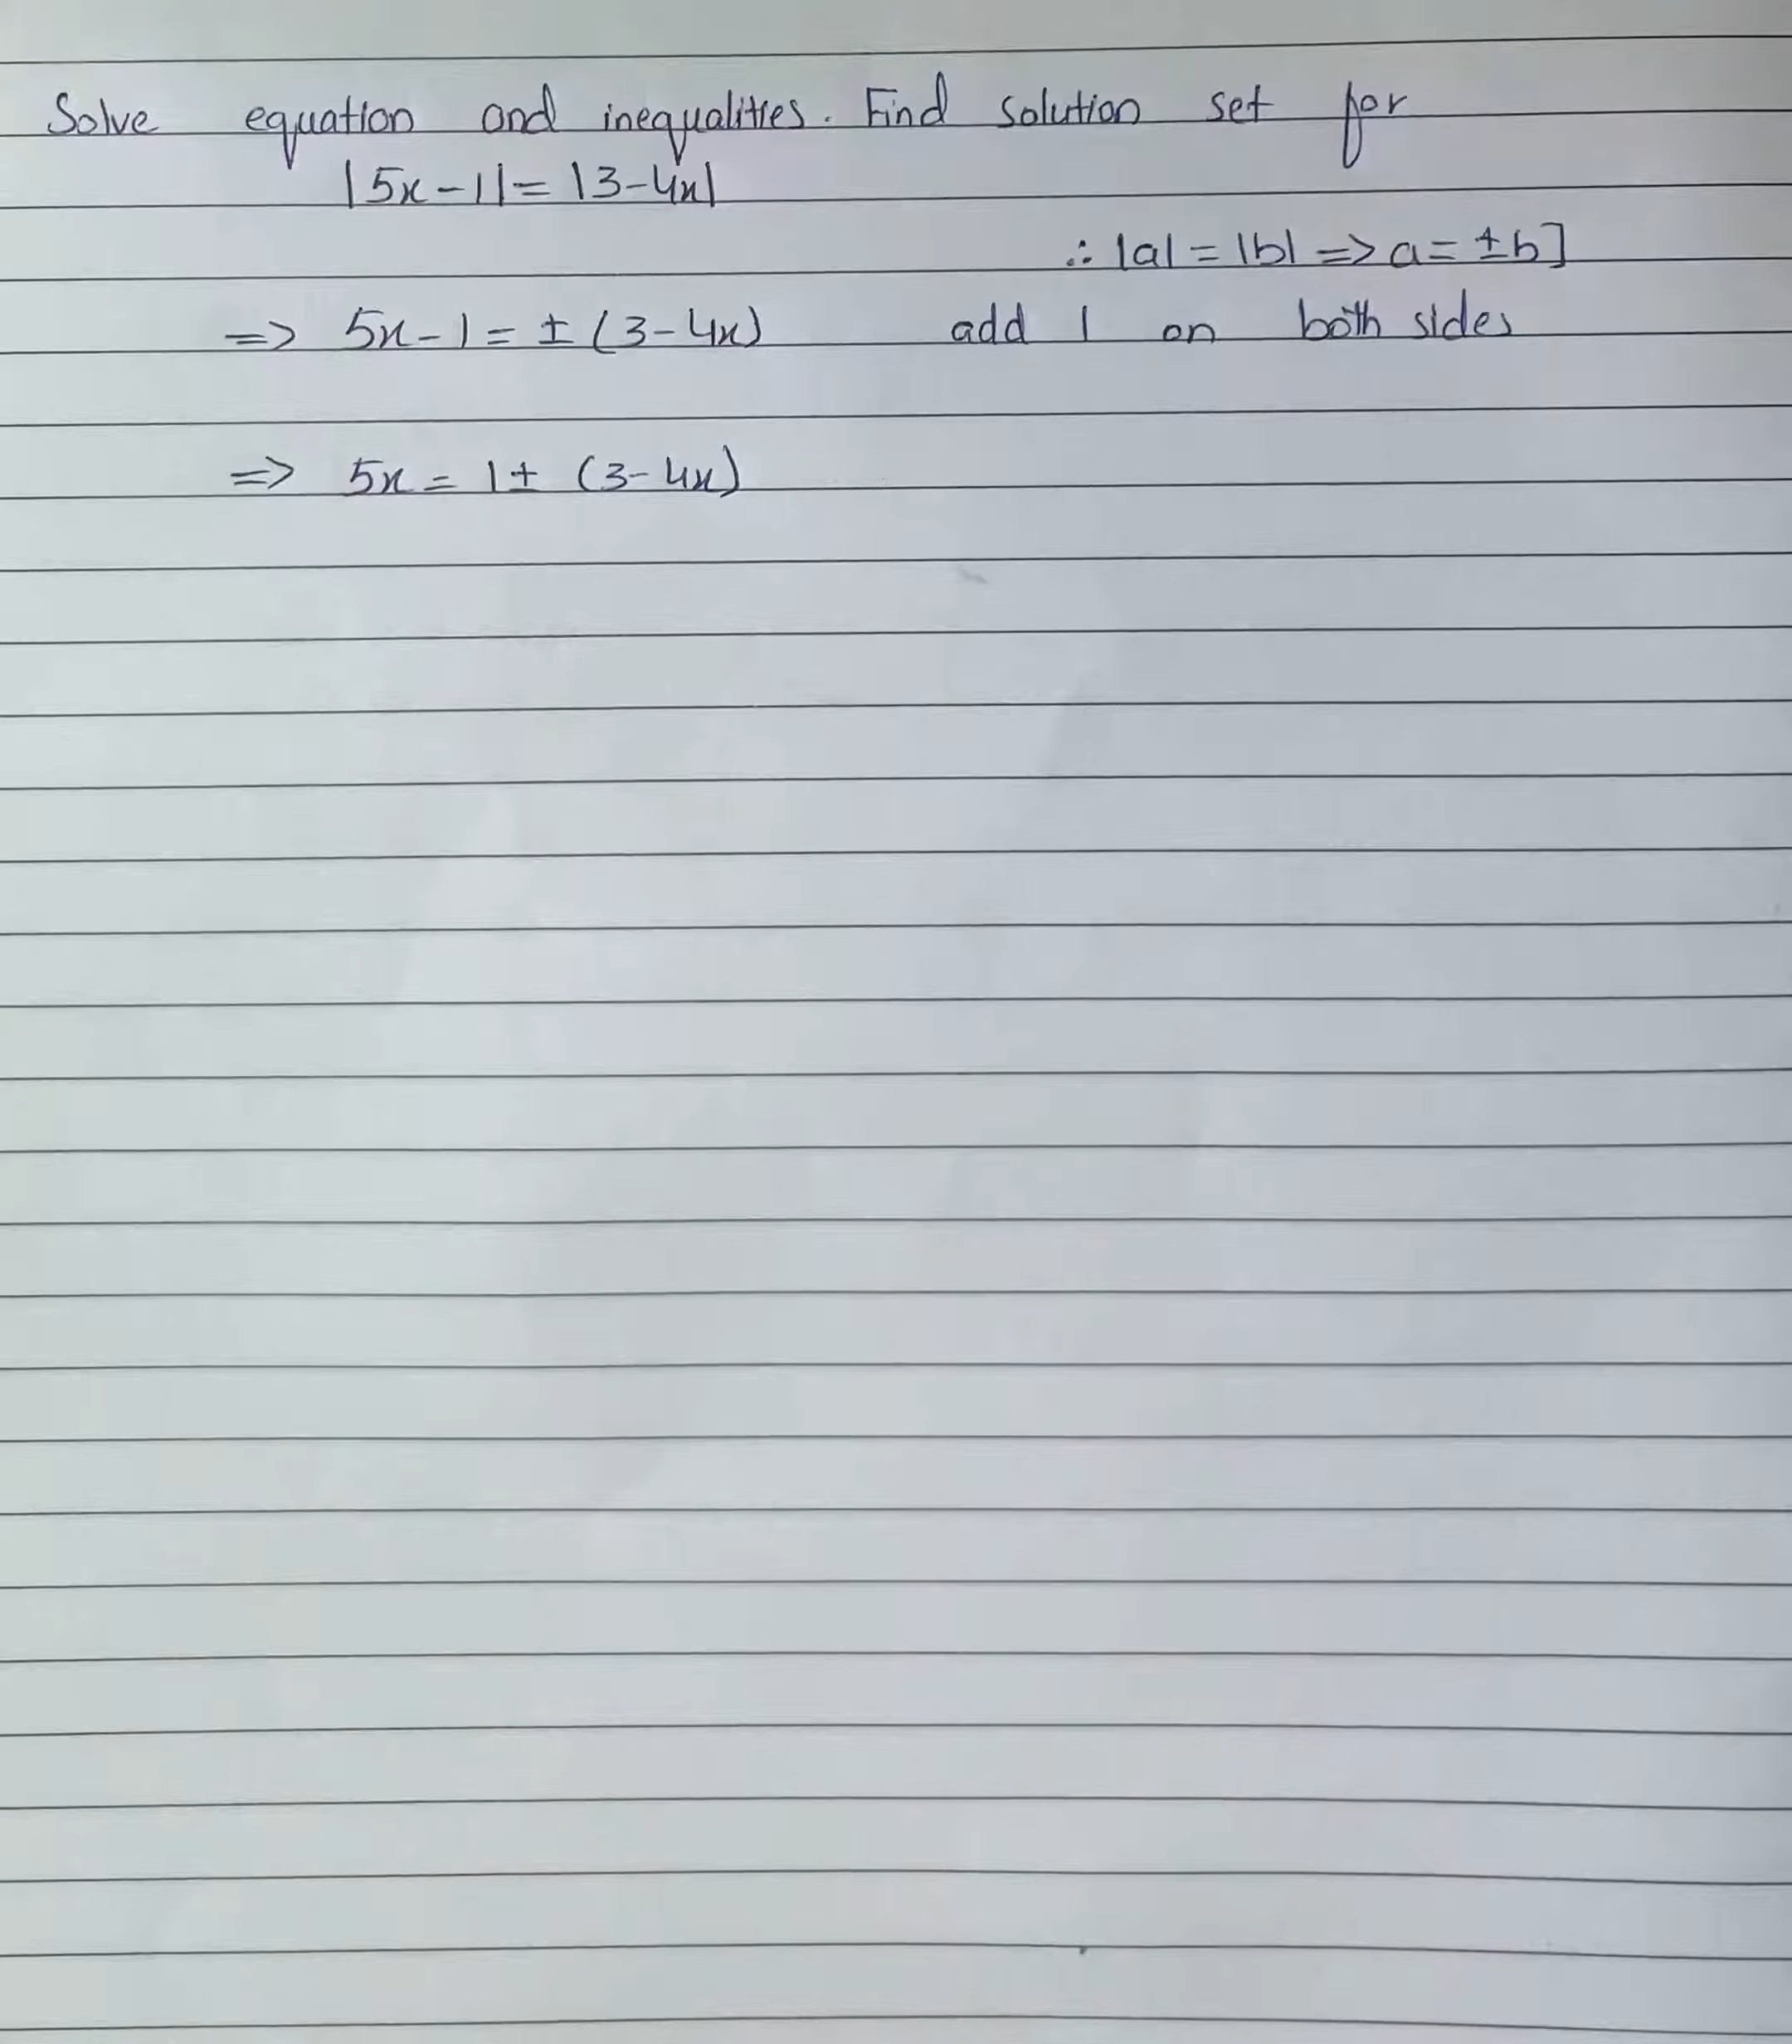 Solve equation and inequalities. Find solution set for
|5x-1|=|3-4x|
∴ |a| = |b| => a= ±b]
=> 5x-1 = ± (3-4x) add 1 on both sides
=> 5x = 1± (3-4x)